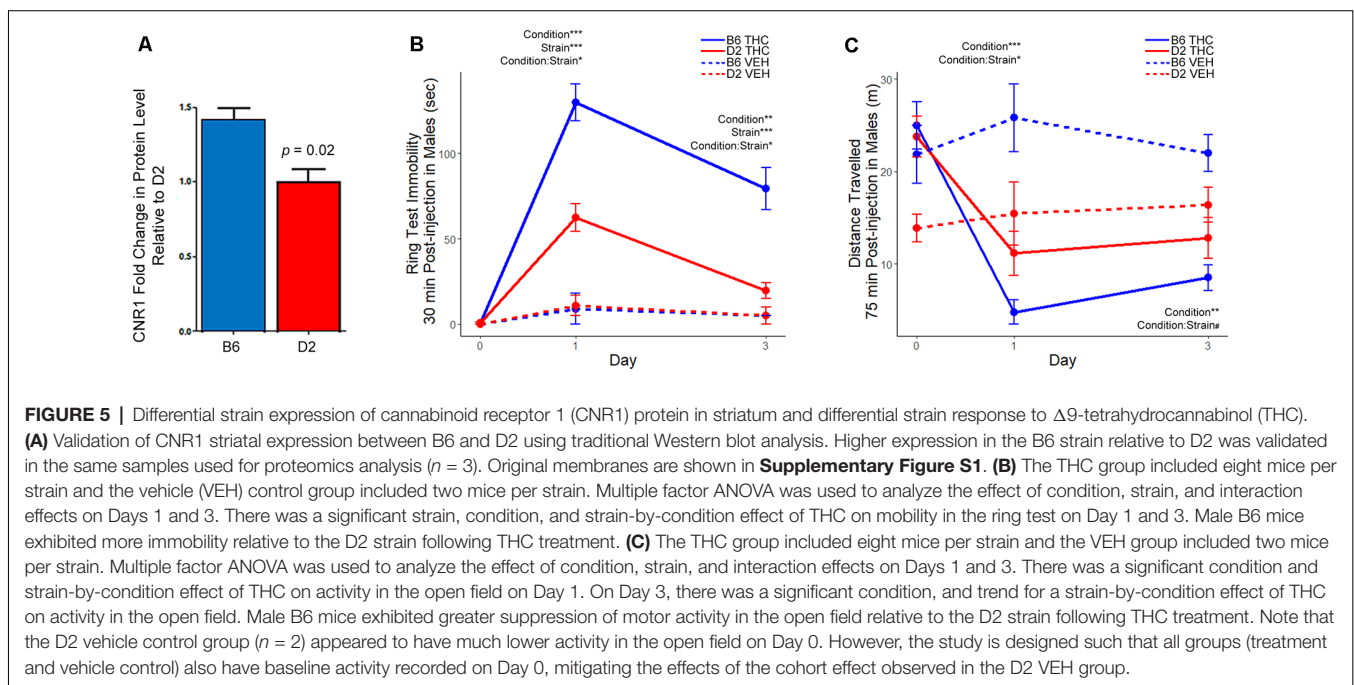 A
CNR1 Fold Change in Protein Level
Relative to D2
1.5
1.0
0.5
0.0
p = 0.02
B6
D2
B
Condition***
Strain***
Condition:Strain*
B6 THC
D2 THC
B6 VEH
D2 VEH
Condition**
Strain***
Condition:Strain*
Ring Test Immobility
30 min Post-injection in Males (sec)
100
50
0
0
1
3
Day
C
Condition***
Condition:Strain*
B6 THC
D2 THC
B6 VEH
D2 VEH
Distance Travelled
75 min Post-injection in Males (m)
30
20
10
Condition**
Condition:Strain#
0
1
3
Day
FIGURE 5 | Differential strain expression of cannabinoid receptor 1 (CNR1) protein in striatum and differential strain response to Δ9-tetrahydrocannabinol (THC).
(A) Validation of CNR1 striatal expression between B6 and D2 using traditional Western blot analysis. Higher expression in the B6 strain relative to D2 was validated
in the same samples used for proteomics analysis (n = 3). Original membranes are shown in Supplementary Figure S1. (B) The THC group included eight mice per
strain and the vehicle (VEH) control group included two mice per strain. Multiple factor ANOVA was used to analyze the effect of condition, strain, and interaction
effects on Days 1 and 3. There was a significant strain, condition, and strain-by-condition effect of THC on mobility in the ring test on Day 1 and 3. Male B6 mice
exhibited more immobility relative to the D2 strain following THC treatment. (C) The THC group included eight mice per strain and the VEH group included two mice
per strain. Multiple factor ANOVA was used to analyze the effect of condition, strain, and interaction effects on Days 1 and 3. There was a significant condition and
strain-by-condition effect of THC on activity in the open field on Day 1. On Day 3, there was a significant condition, and trend for a strain-by-condition effect of THC
on activity in the open field. Male B6 mice exhibited greater suppression of motor activity in the open field relative to the D2 strain following THC treatment. Note that
the D2 vehicle control group (n = 2) appeared to have much lower activity in the open field on Day 0. However, the study is designed such that all groups (treatment
and vehicle control) also have baseline activity recorded on Day 0, mitigating the effects of the cohort effect observed in the D2 VEH group.